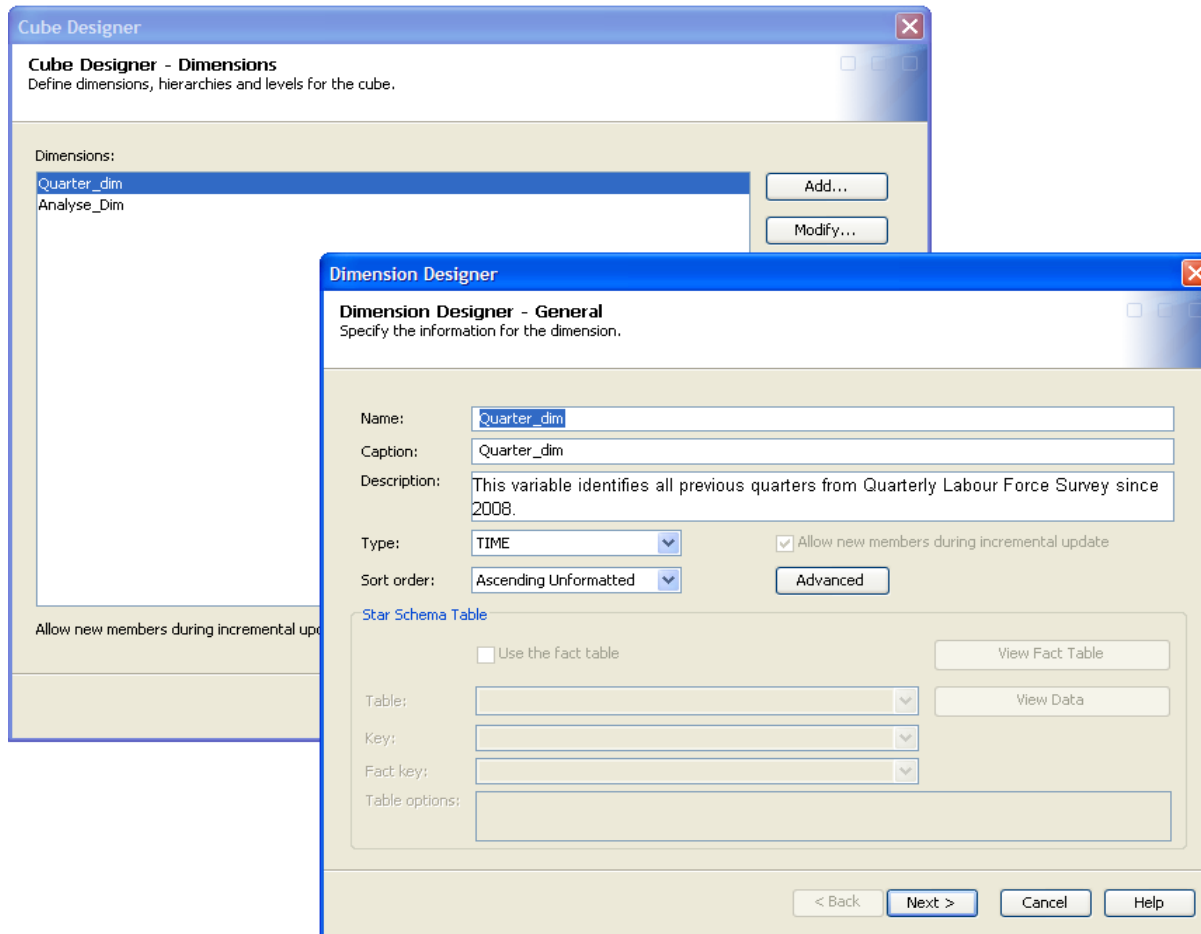 Cube Designer
Cube Designer - Dimensions
Define dimensions, hierarchies and levels for the cube.
Dimensions:
Quarter_dim
Analyse_Dim
Add...
Modify...
Allow new members during incremental
Dimension Designer
Dimension Designer - General
Specify the information for the dimension.
Name: Quarter_dim
Caption: Quarter_dim
Description: This variable identifies all previous quarters from Quarterly Labour Force Survey since
2008.
Type: TIME Allow new members during incremental update
Sort order: Ascending Unformatted Advanced
Star Schema Table
Use the fact table View Fact Table
Table: View Data
Key:
Fact key:
Table options:
< Back Next > Cancel Help